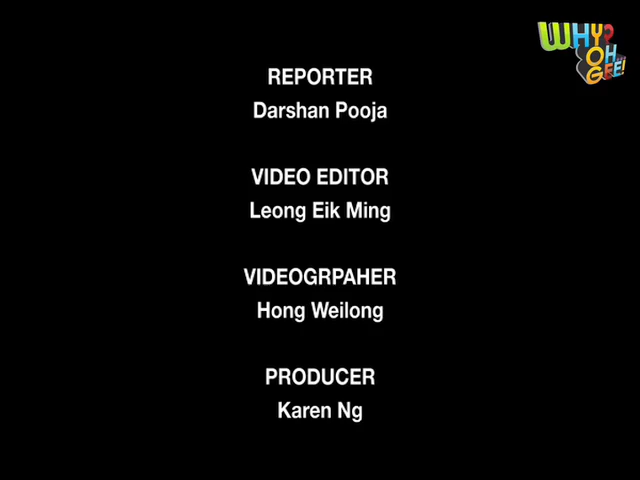 WHY?
OH
GEE!
REPORTER
Darshan Pooja
VIDEO EDITOR
Leong Eik Ming
VIDEOGRPAHER
Hong Weilong
PRODUCER
Karen Ng